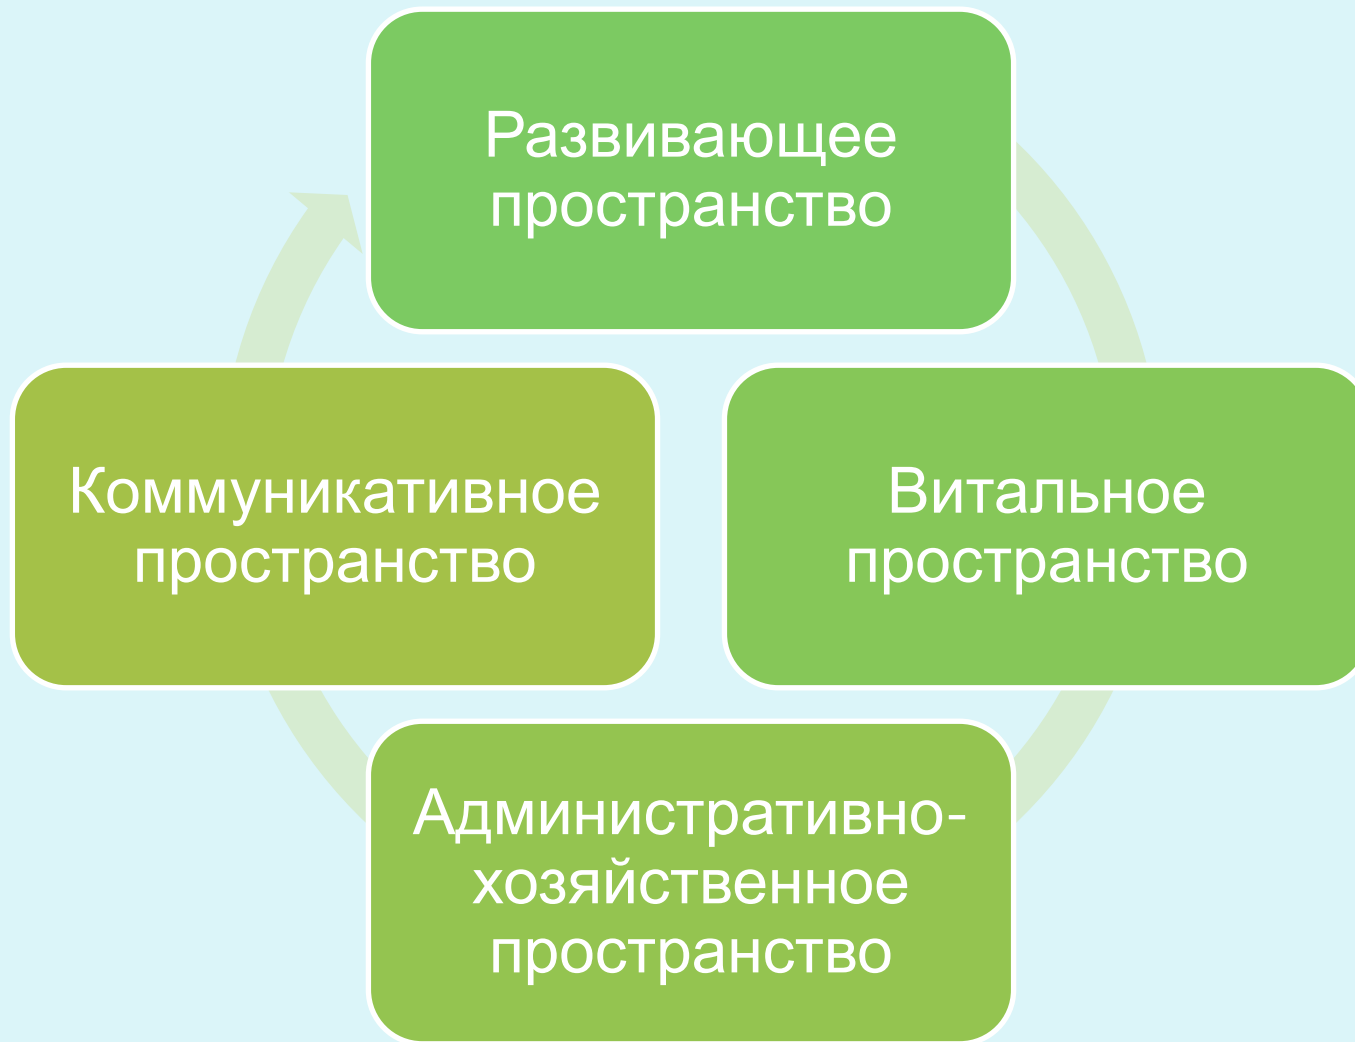 Развивающее
пространство
Коммуникативное
пространство
Витальное
пространство
Административно-
хозяйственное
пространство